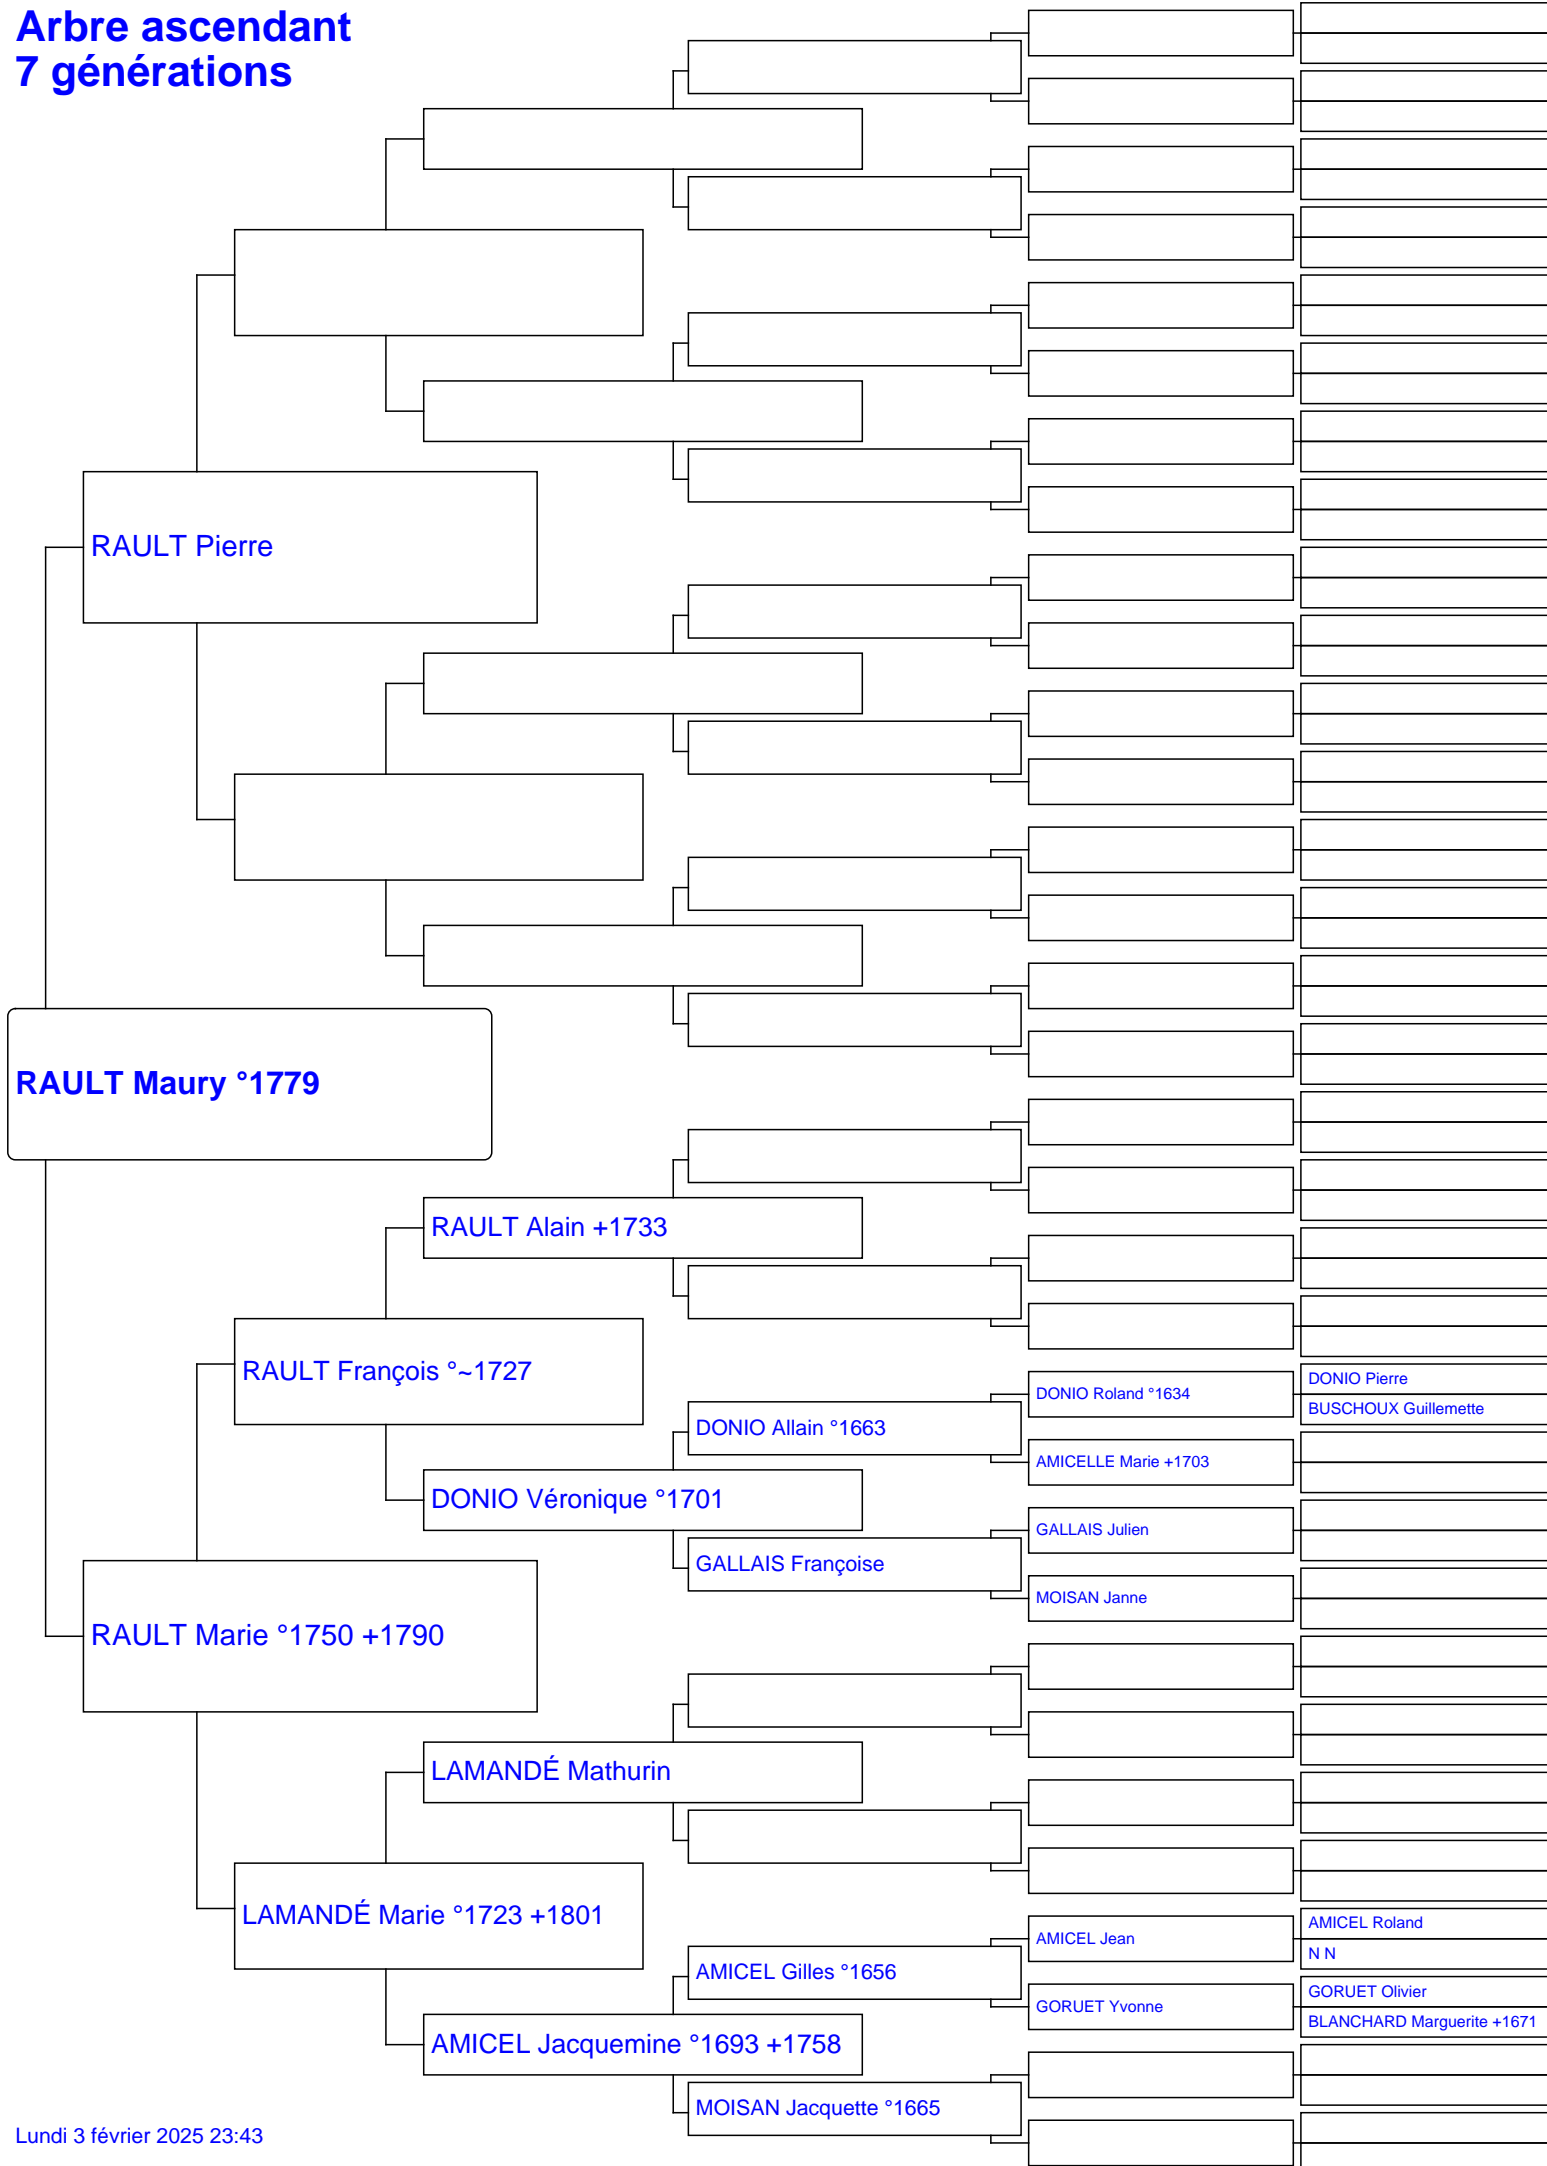 Arbre ascendant
7 générations
RAULT Pierre
RAULT Maury °1779
RAULT Alain +1733
RAULT François °~1727
DONIO Pierre
DONIO Roland °1634
BUSCHOUX Guillemette
DONIO Allain °1663
AMICELLE Marie +1703
DONIO Véronique °1701
GALLAIS Julien
GALLAIS Françoise
MOISAN Janne
RAULT Marie °1750 +1790
LAMANDÉ Mathurin
LAMANDÉ Marie °1723 +1801
AMICEL Roland
AMICEL Jean
N N
AMICEL Gilles °1656
GORUET Olivier
GORUET Yvonne
BLANCHARD Marguerite +1671
AMICEL Jacquemine °1693 +1758
MOISAN Jacquette °1665
Lundi 3 février 2025 23:43